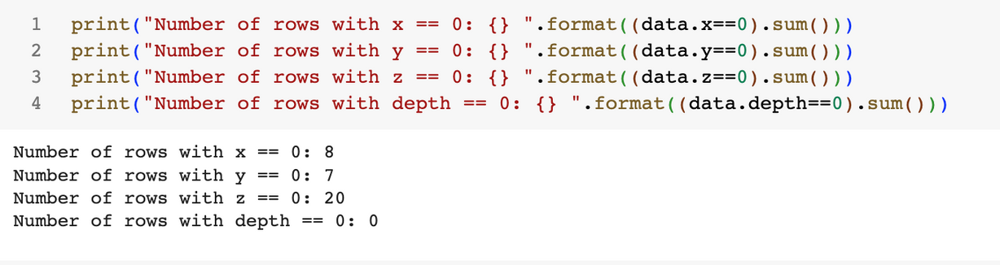 1 print("Number of rows with x == 0: {} ".format((data.x==0).sum()))
2 print("Number of rows with y == 0: {} ".format((data.y==0).sum()))
3 print("Number of rows with z == 0: {} ".format((data.z==0).sum()))
4 print("Number of rows with depth == 0: {} ".format((data.depth==0).sum()))
Number of rows with x == 0: 8
Number of rows with y == 0: 7
Number of rows with z == 0: 20
Number of rows with depth == 0: 0